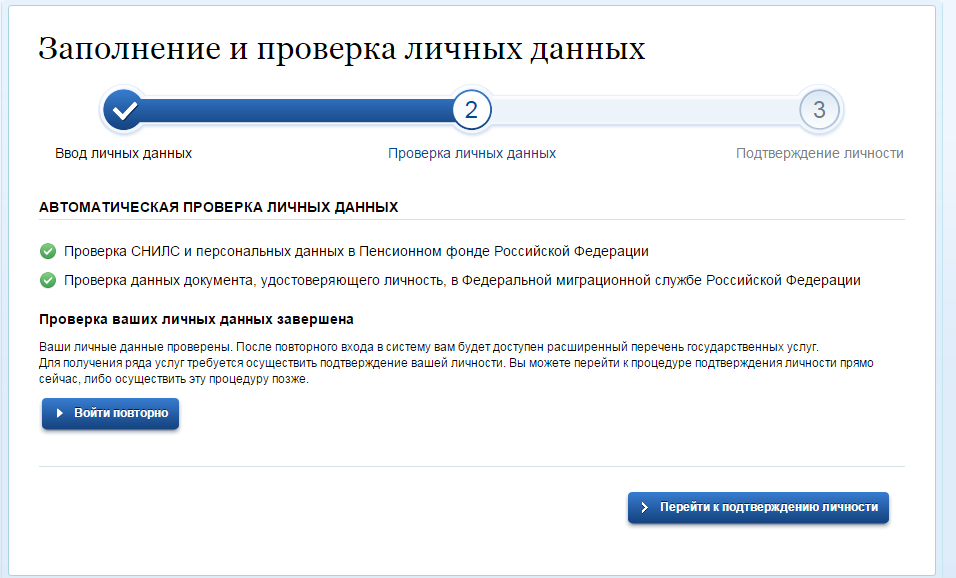 Заполнение и проверка личных данных
2
3
Ввод личных данных
Проверка личных данных
Подтверждение личности
АВТОМАТИЧЕСКАЯ ПРОВЕРКА ЛИЧНЫХ ДАННЫХ
Проверка СНИЛС и персональных данных в Пенсионном фонде Российской Федерации
Проверка данных документа, удостоверяющего личность, в Федеральной миграционной службе Российской Федерации
Проверка ваших личных данных завершена
Ваши личные данные проверены. После повторного входа в систему вам будет доступен расширенный перечень государственных услуг.
Для получения ряда услуг требуется осуществить подтверждение вашей личности. Вы можете перейти к процедуре подтверждения личности прямо
сейчас, либо осуществить эту процедуру позже.
Войти повторно
Перейти к подтверждению личности